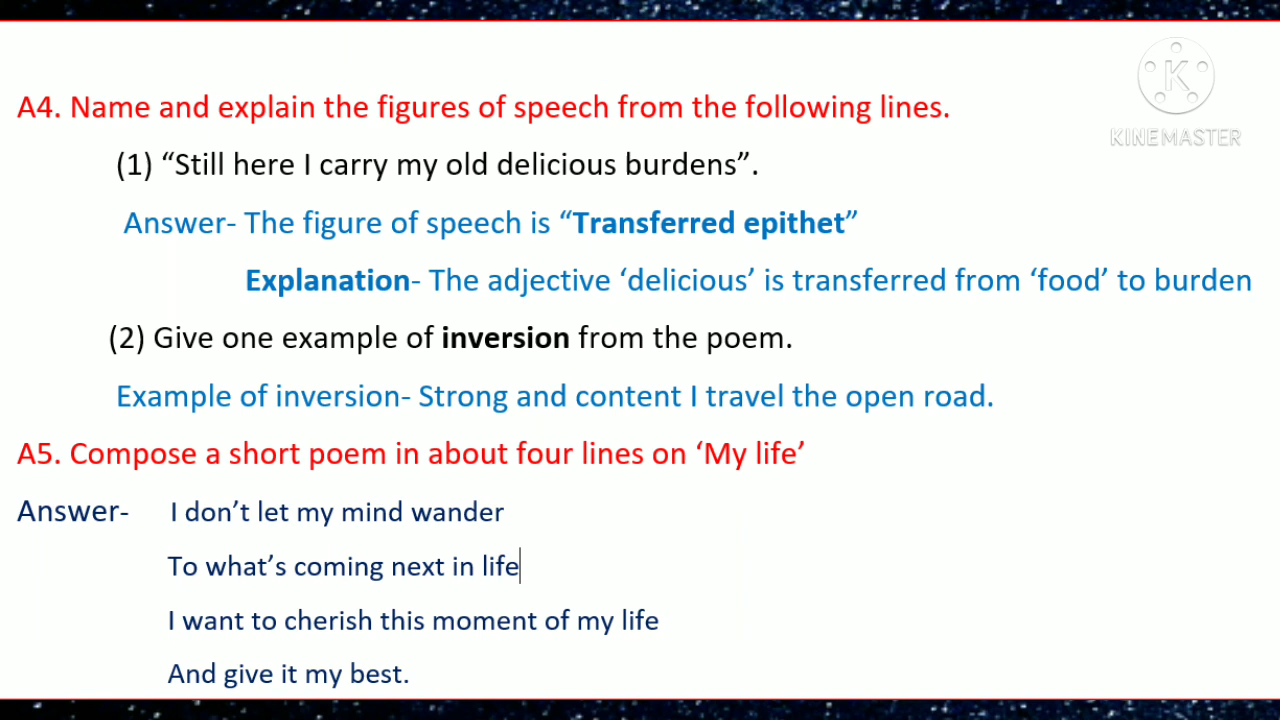 K
KINEMASTER
A4. Name and explain the figures of speech from the following lines.
(1) “Still here I carry my old delicious burdens”.
Answer- The figure of speech is “Transferred epithet”
Explanation- The adjective ‘delicious’ is transferred from ‘food’ to burden
(2) Give one example of inversion from the poem.
Example of inversion- Strong and content I travel the open road.
A5. Compose a short poem in about four lines on ‘My life’
Answer- I don’t let my mind wander
To what’s coming next in life
I want to cherish this moment of my life
And give it my best.